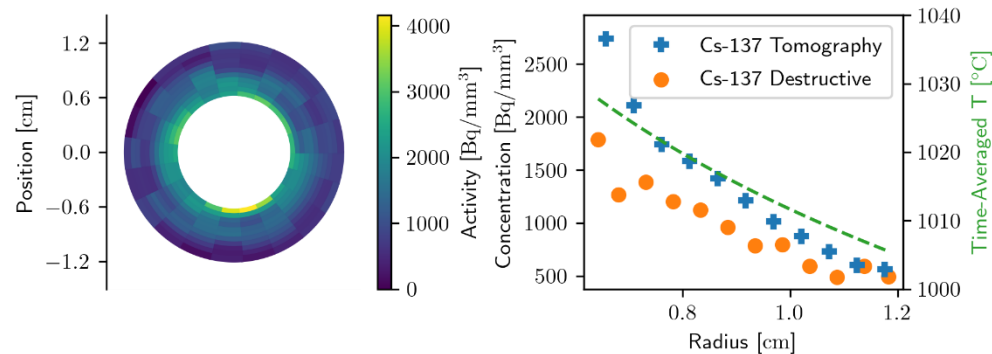 1.2
0.6
0.0
−0.6
−1.2
Position [cm]
4000
3000
2000
1000
0
Activity [Bq/mm³]
2500
2000
1500
1000
500
Concentration [Bq/mm³]
Cs-137 Tomography
Cs-137 Destructive
1040
1030
1020
1010
1000
Time-Averaged T [°C]
0.8 1.0 1.2
Radius [cm]